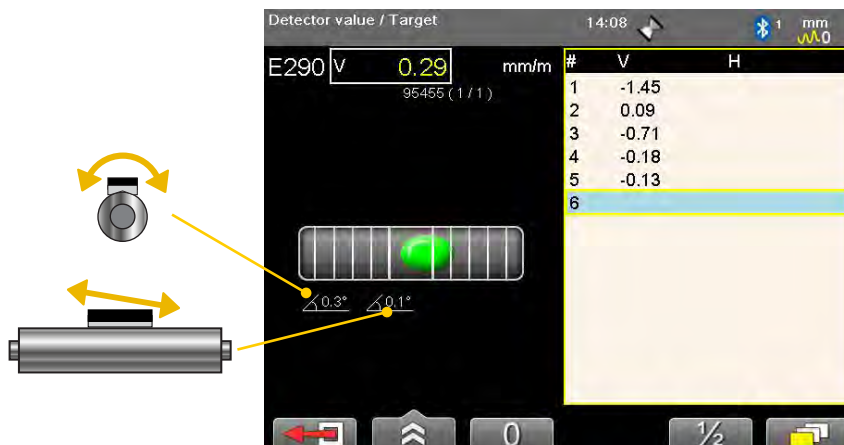 Detector value / Target 14:08 1 mm
0
E290 V 0.29 mm/m
95455 ( 1 / 1 )
# V H
1 -1.45
2 0.09
3 -0.71
4 -0.18
5 -0.13
6
0.3° 0.1°
0 ½